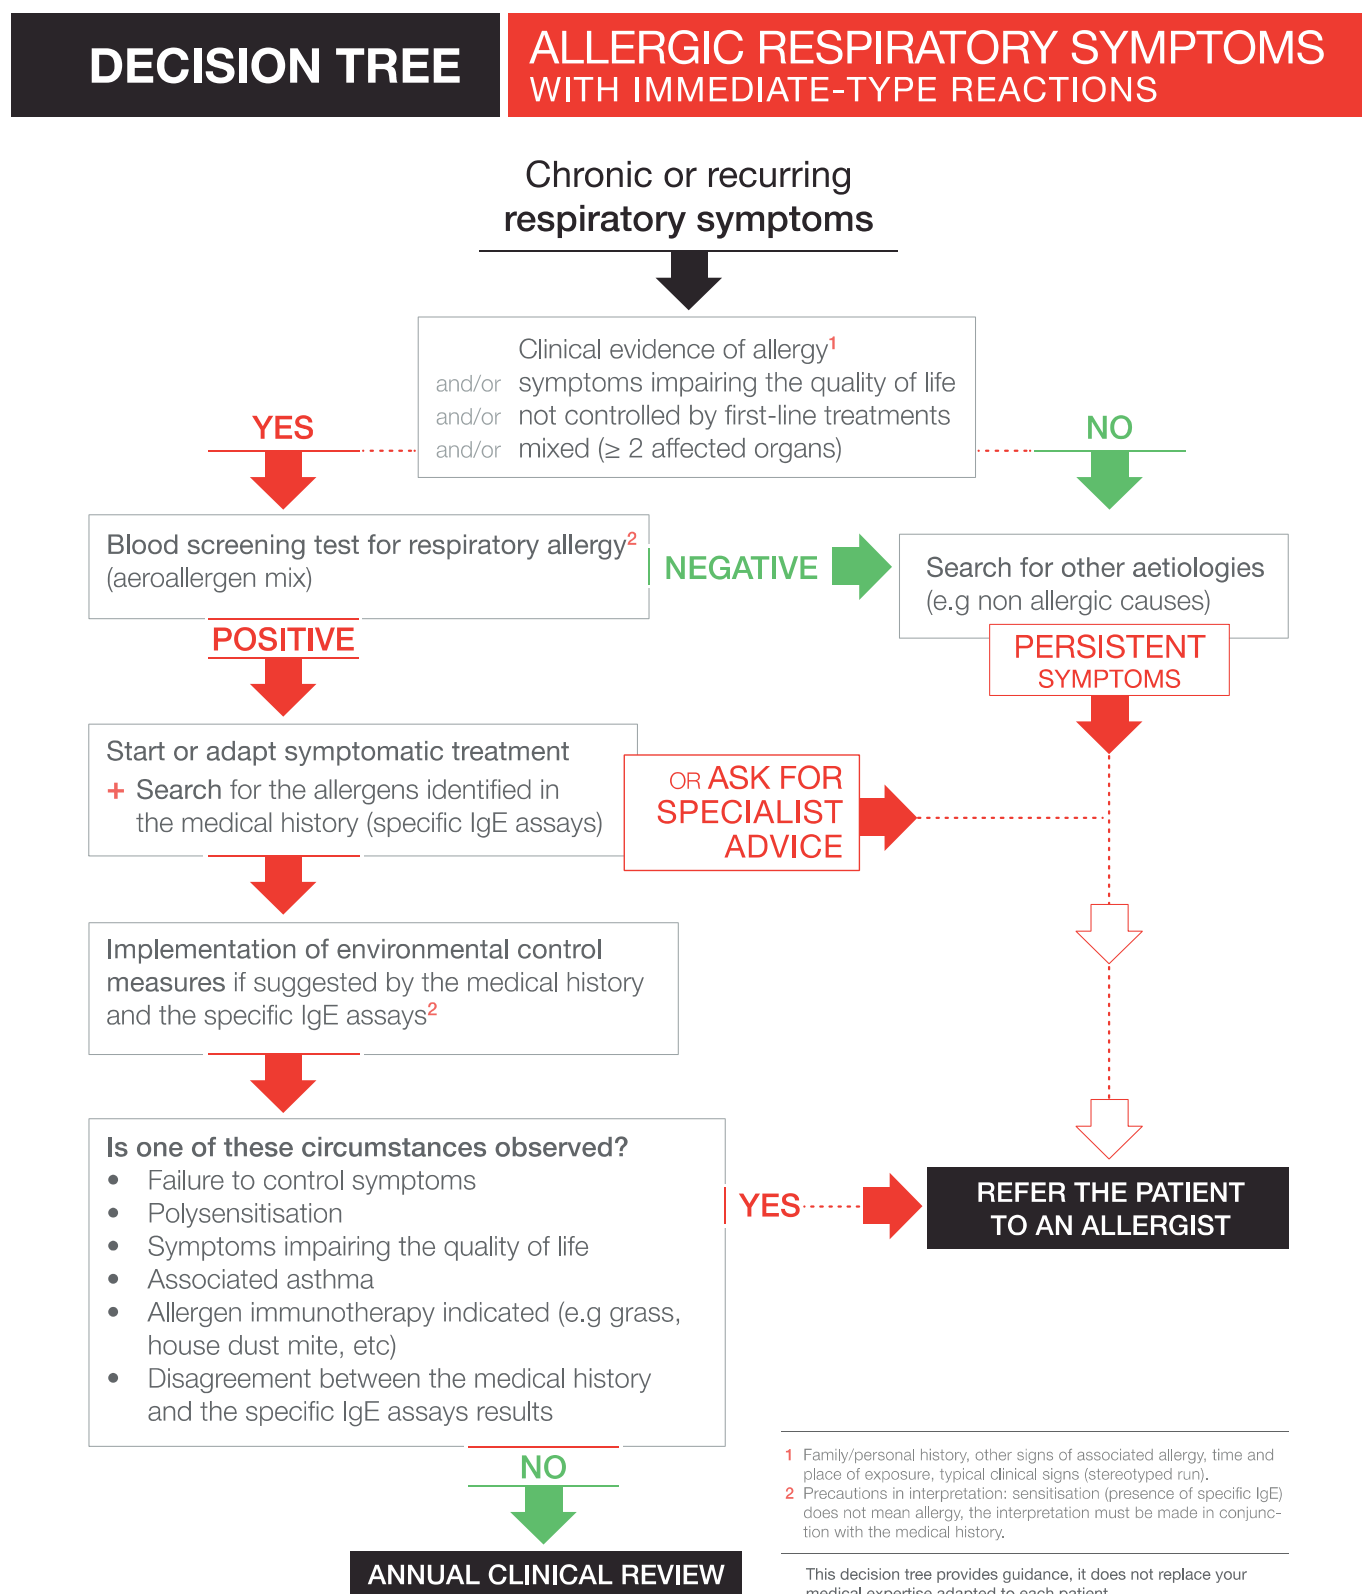 DECISION TREE
ALLERGIC RESPIRATORY SYMPTOMS
WITH IMMEDIATE-TYPE REACTIONS
Chronic or recurring
respiratory symptoms
Clinical evidence of allergy1
and/or symptoms impairing the quality of life
and/or not controlled by first-line treatments
and/or mixed (≥ 2 affected organs)
YES
NO
Blood screening test for respiratory allergy2
(aeroallergen mix)
NEGATIVE
Search for other aetiologies
(e.g non allergic causes)
POSITIVE
PERSISTENT
SYMPTOMS
Start or adapt symptomatic treatment
+ Search for the allergens identified in
the medical history (specific IgE assays)
OR ASK FOR
SPECIALIST
ADVICE
Implementation of environmental control
measures if suggested by the medical history
and the specific IgE assays2
Is one of these circumstances observed?
• Failure to control symptoms
• Polysensitisation
• Symptoms impairing the quality of life
• Associated asthma
• Allergen immunotherapy indicated (e.g grass,
house dust mite, etc)
• Disagreement between the medical history
and the specific IgE assays results
YES
REFER THE PATIENT
TO AN ALLERGIST
NO
ANNUAL CLINICAL REVIEW
1 Family/personal history, other signs of associated allergy, time and
place of exposure, typical clinical signs (stereotyped run).
2 Precautions in interpretation: sensitisation (presence of specific IgE)
does not mean allergy, the interpretation must be made in conjunc-
tion with the medical history.
This decision tree provides guidance, it does not replace your
medical expertise adapted to each patient